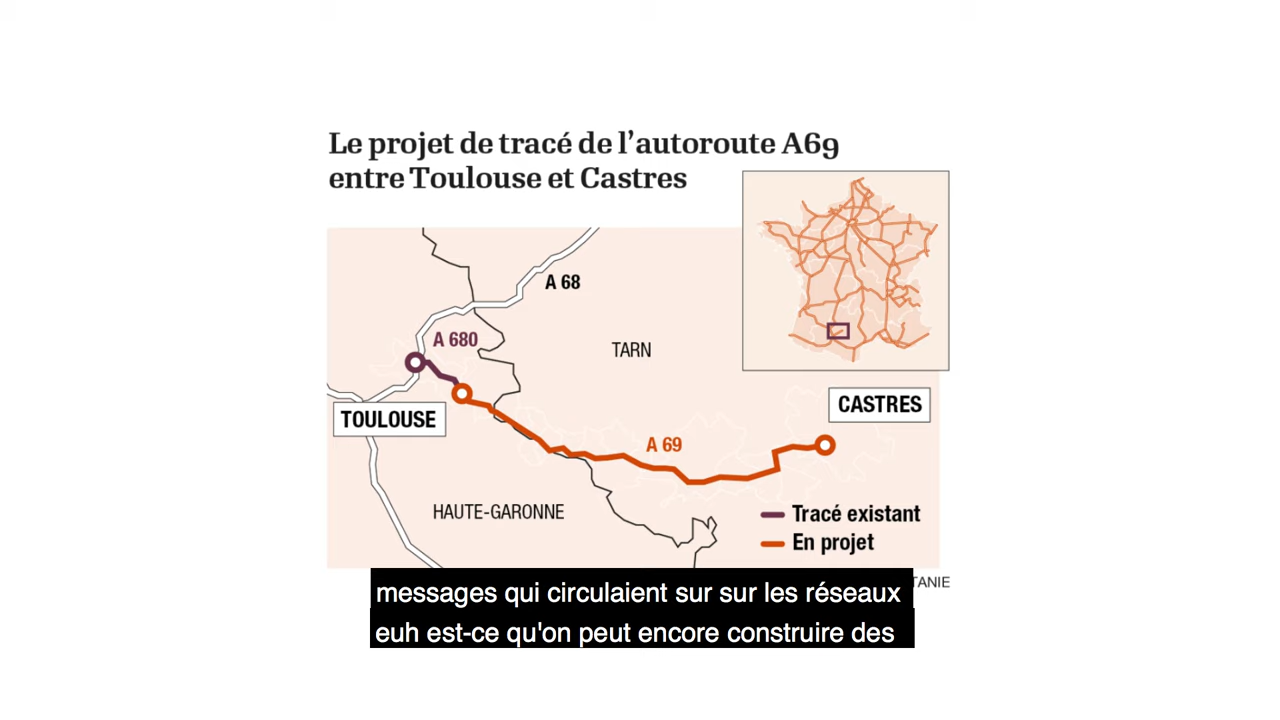 Le projet de tracé de l'autoroute A69
entre Toulouse et Castres
A 68
A 680
TARN
CASTRES
TOULOUSE
A 69
HAUTE-GARONNE
Tracé existant
En projet
TANIE
messages qui circulaient sur sur les réseaux
euh est-ce qu'on peut encore construire des